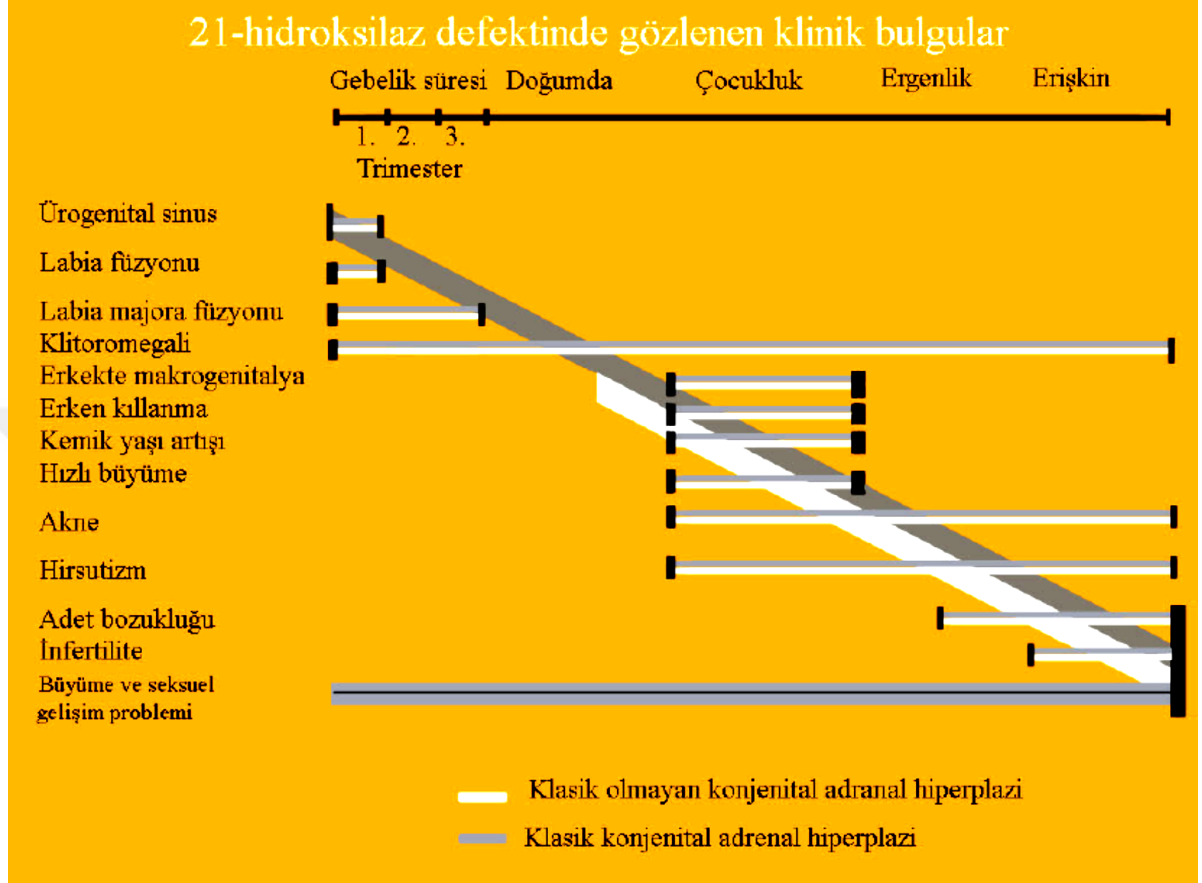 21-hidroksilaz defektinde gözlenen klinik bulgular
Gebelik süresi Doğumda Çocukluk Ergenlik Erişkin
1. 2. 3.
Trimester
Ürogenital sinus
Labia füzyonu
Labia majora füzyonu
Klitoromegali
Erkekte makrogenitalya
Erken kıllanma
Kemik yaşı artışı
Hızlı büyüme
Akne
Hirsutizm
Adet bozukluğu
İnfertilite
Büyüme ve seksuel
gelişim problemi
Klasik olmayan konjenital adranal hiperplazi
Klasik konjenital adrenal hiperplazi